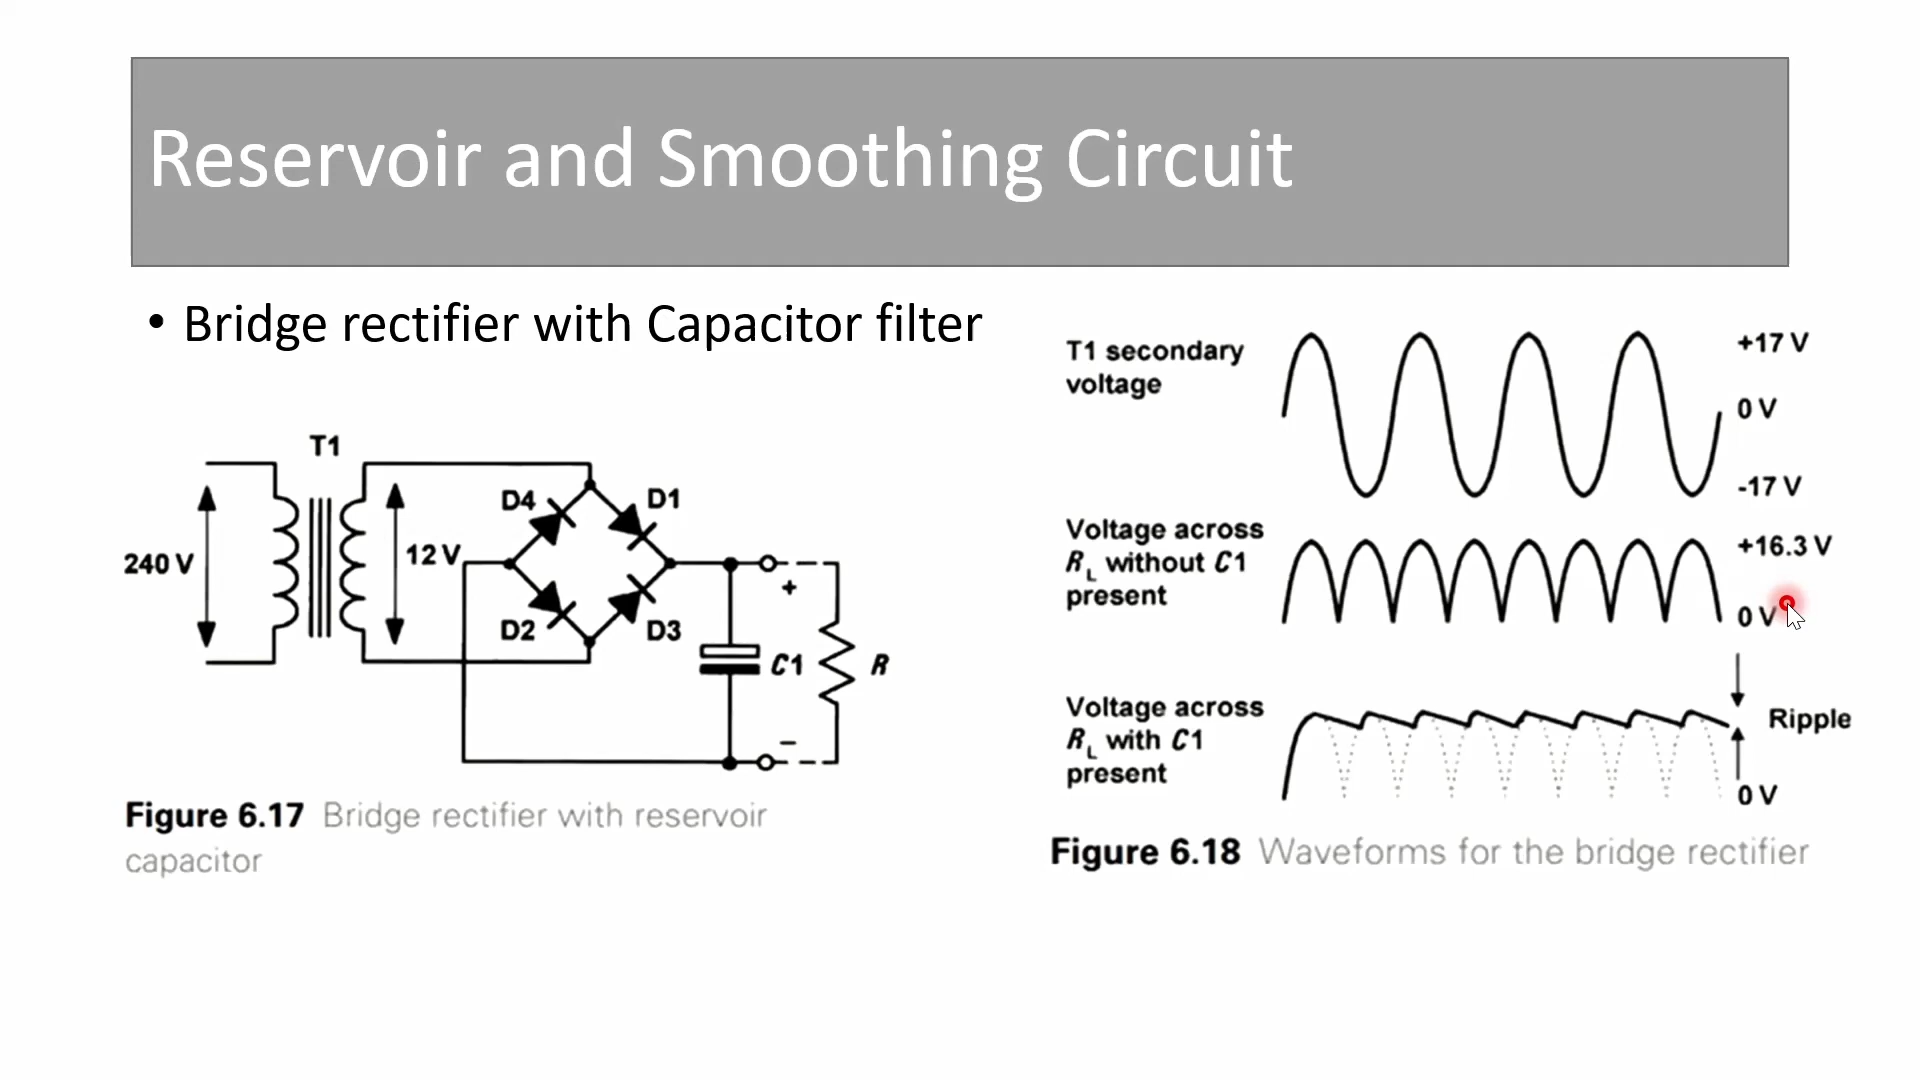 Reservoir and Smoothing Circuit
• Bridge rectifier with Capacitor filter
T1
240 V
12 V
D4
D1
D2
D3
+
C1
R
–
Figure 6.17 Bridge rectifier with reservoir
capacitor
T1 secondary
voltage
+17 V
0 V
-17 V
Voltage across
RL without C1
present
+16.3 V
0 V
Voltage across
RL with C1
present
Ripple
0 V
Figure 6.18 Waveforms for the bridge rectifier